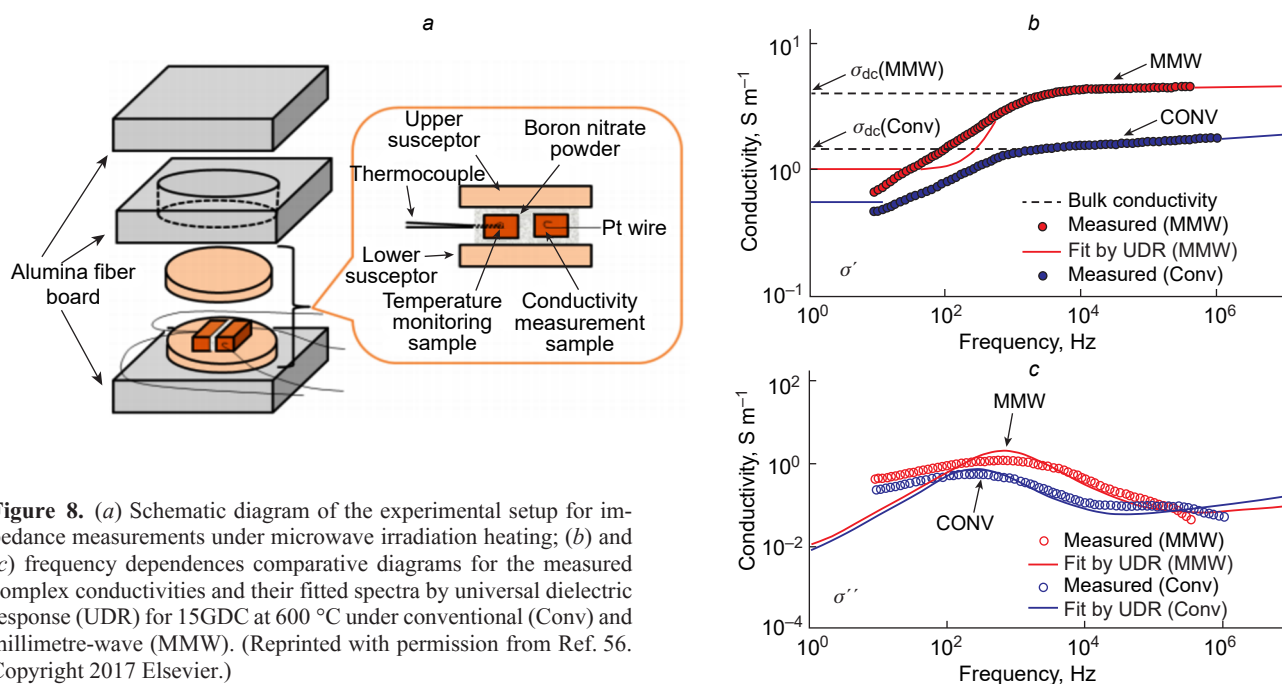 a
Upper
susceptor
Boron nitrate
powder
Thermocouple
Pt wire
Lower
susceptor
Alumina fiber
board
Temperature
monitoring
sample
Conductivity
measurement
sample
b
Conductivity, S m⁻¹
10¹
10⁰
10⁻¹
σdc(MMW)
MMW
σdc(Conv)
CONV
Bulk conductivity
Measured (MMW)
Fit by UDR (MMW)
Measured (Conv)
σ′
10⁰ 10² 10³ 10⁴ 10⁶
Frequency, Hz
c
Conductivity, S m⁻¹
10²
10⁰
10⁻²
10⁻⁴
MMW
CONV
Measured (MMW)
Fit by UDR (MMW)
Measured (Conv)
Fit by UDR (Conv)
σ′′
10⁰ 10² 10³ 10⁴ 10⁶
Frequency, Hz
igure 8. (a) Schematic diagram of the experimental setup for im-
edance measurements under microwave irradiation heating; (b) and
c) frequency dependences comparative diagrams for the measured
omplex conductivities and their fitted spectra by universal dielectric
esponse (UDR) for 15GDC at 600 °C under conventional (Conv) and
millimetre-wave (MMW). (Reprinted with permission from Ref. 56.
Copyright 2017 Elsevier.)